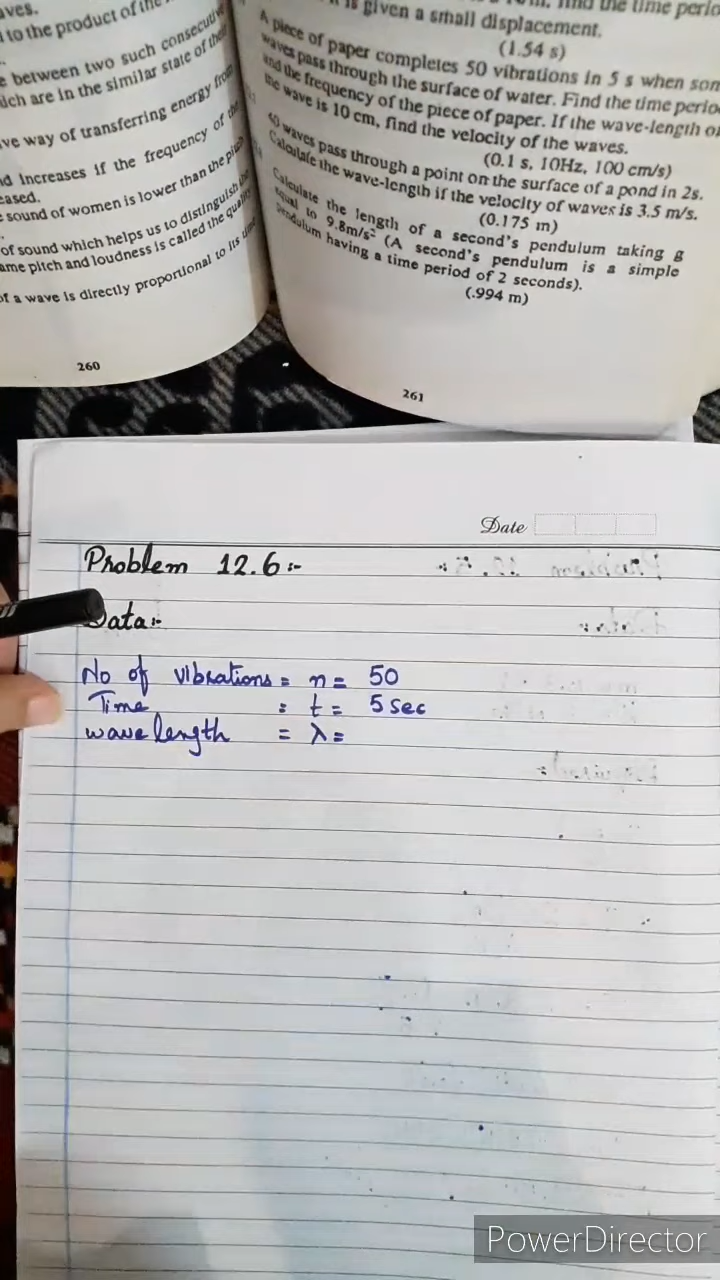 aves.
to the product of the
e between two such consecutive
ich are in the similar state of their
ve way of transferring energy from
nd increases if the frequency of the
eased.
sound of women is lower than the pitch
of sound which helps us to distinguish
ame pitch and loudness is called the quality
of a wave is directly proportional to its
260
is given a small displacement.
find the time perio
(1.54 s)
A piece of paper completes 50 vibrations in 5 s when som
waves pass through the surface of water. Find the time perio
and the frequency of the piece of paper. If the wave-length of
the wave is 10 cm, find the velocity of the waves.
(0.1 s, 10Hz, 100 cm/s)
40 waves pass through a point on the surface of a pond in 2s.
Calculate the wave-length if the velocity of waves is 3.5 m/s.
(0.175 m)
Calculate the length of a second's pendulum taking g
equal to 9.8m/s² (A second's pendulum is a simple
pendulum having a time period of 2 seconds).
(.994 m)
261
Date
Problem 12.6:-
Data:-
No of vibrations = n = 50
Time = t = 5 sec
wave length = λ =
PowerDirector